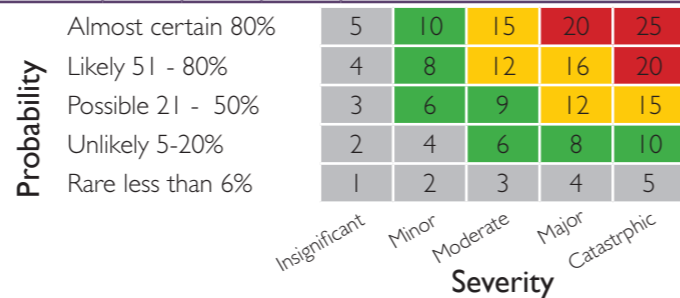 Almost certain 80% 5 10 15 20 25
Likely 51 - 80% 4 8 12 16 20
Possible 21 - 50% 3 6 9 12 15
Unlikely 5-20% 2 4 6 8 10
Rare less than 6% 1 2 3 4 5
Probability
Insignificant Minor Moderate Major Catastrphic
Severity